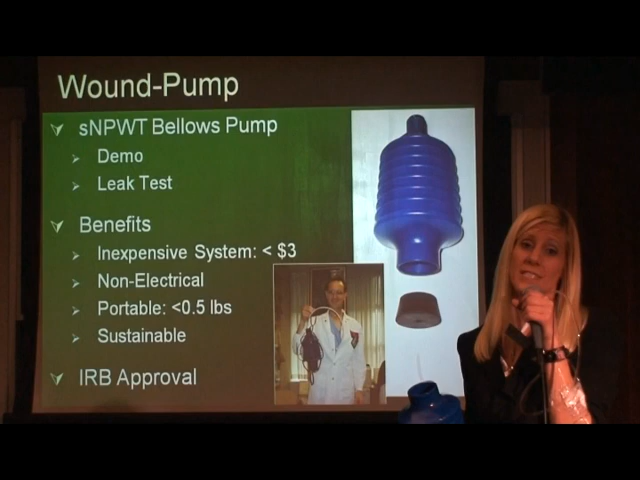 Wound-Pump
sNPWT Bellows Pump
Demo
Leak Test
Benefits
Inexpensive System: < $3
Non-Electrical
Portable: <0.5 lbs
Sustainable
IRB Approval